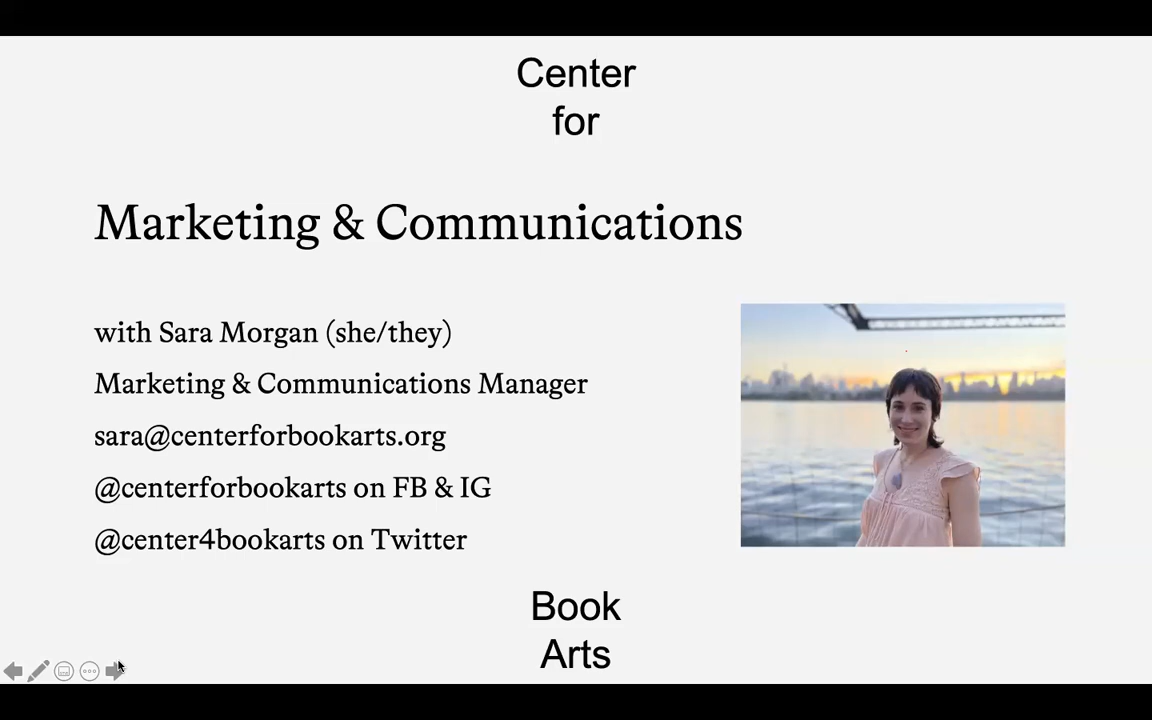 Center
for
Marketing & Communications
with Sara Morgan (she/they)
Marketing & Communications Manager
sara@centerforbookarts.org
@centerforbookarts on FB & IG
@center4bookarts on Twitter
Book
Arts